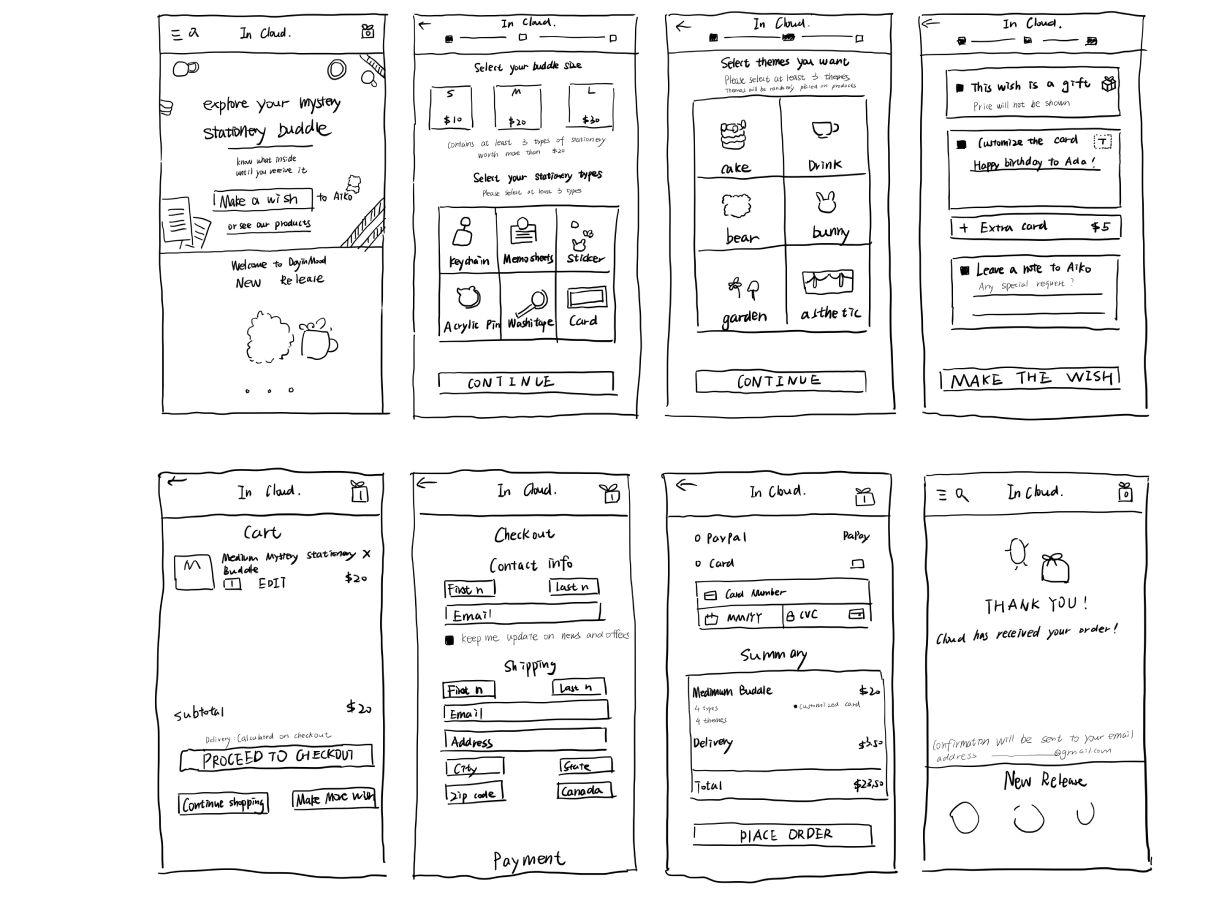 In Cloud.
0
explore your mystery
stationery buddle
know what inside
until you receive it
Make a wish to Aiko
or see our products
Welcome to DayinMood
New Release
In Cloud.
Select your buddle size
S M L
$10 $20 $30
Contains at least 3 types of stationery
worth more than $20
Select your stationery types
Please select at least 3 types
Keychain Memosheets Sticker
Acrylic Pin Washi tape Card
CONTINUE
In Cloud.
Select themes you want
Please select at least 3 themes
Themes will be randomly placed on products
cake Drink
bear bunny
garden asthetic
CONTINUE
In Cloud.
This wish is a gift
Price will not be shown
Customize the card T
Happy birthday to Ada!
+ Extra card $5
Leave a note to Aiko
Any special request?
MAKE THE WISH
In Cloud. 1
Cart
Medium Mystery Stationery X
Buddle
1 EDIT $20
M
subtotal $20
Delivery: Calculated on checkout
PROCEED TO CHECKOUT
Continue shopping Make More wish
In Cloud. 1
Checkout
Contact info
First n Last n
Email
keep me update on news and offers
Shipping
First n Last n
Email
Address
City State
Zip code Canada
Payment
In Cloud. 1
PayPal PaPay
Card
Card Number
MM/YY CVC
Summary
Medimum Buddle $20
4 types customized card
4 themes
Delivery $3.50
Total $23.50
PLACE ORDER
In Cloud. 0
THANK YOU!
Cloud has received your order!
Confirmation will be sent to your email
address @gmail.com
New Release